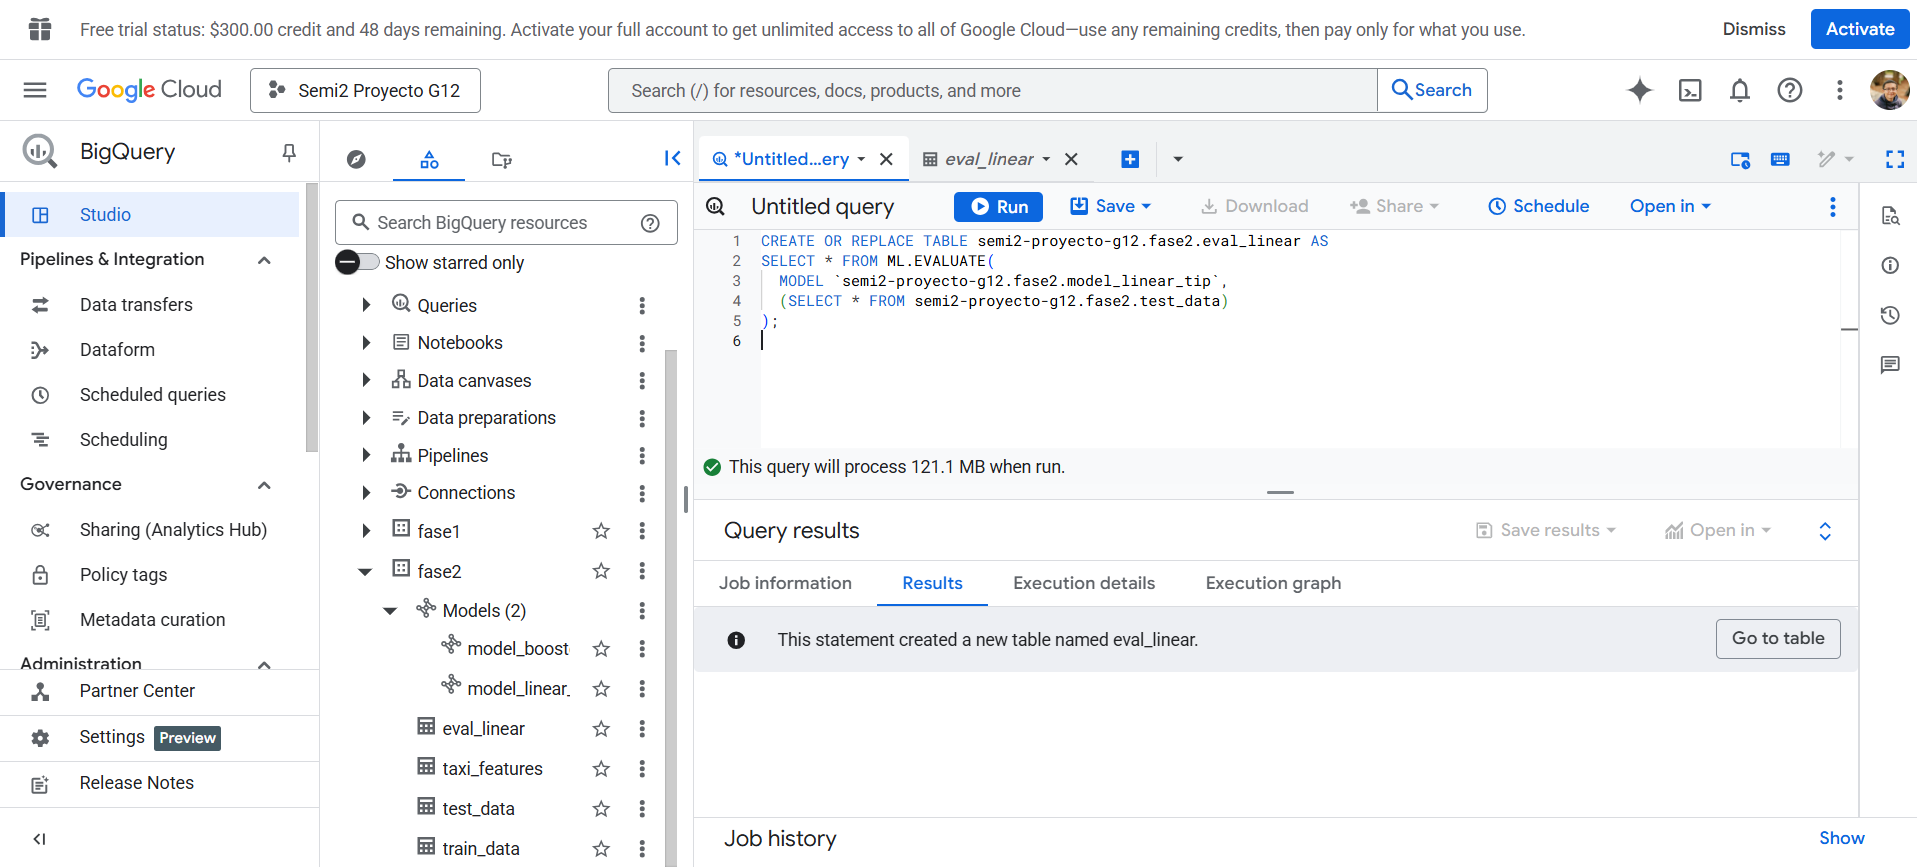 Free trial status: $300.00 credit and 48 days remaining. Activate your full account to get unlimited access to all of Google Cloud—use any remaining credits, then pay only for what you use.
Dismiss
Activate
Google Cloud
Semi2 Proyecto G12
Search (/) for resources, docs, products, and more
Search
BigQuery
Studio
Pipelines & Integration
Data transfers
Dataform
Scheduled queries
Scheduling
Governance
Sharing (Analytics Hub)
Policy tags
Metadata curation
Administration
Partner Center
Settings
Preview
Release Notes
Search BigQuery resources
Show starred only
Queries
Notebooks
Data canvases
Data preparations
Pipelines
Connections
fase1
fase2
Models (2)
model_boost
model_linear_
eval_linear
taxi_features
test_data
train_data
*Untitled...ery
eval_linear
Untitled query
Run
Save
Download
Share
Schedule
Open in
1 CREATE OR REPLACE TABLE semi2-proyecto-g12.fase2.eval_linear AS
2 SELECT * FROM ML.EVALUATE(
3 MODEL `semi2-proyecto-g12.fase2.model_linear_tip`,
4 (SELECT * FROM semi2-proyecto-g12.fase2.test_data)
5 );
6
This query will process 121.1 MB when run.
Query results
Save results
Open in
Job information
Results
Execution details
Execution graph
This statement created a new table named eval_linear.
Go to table
Job history
Show